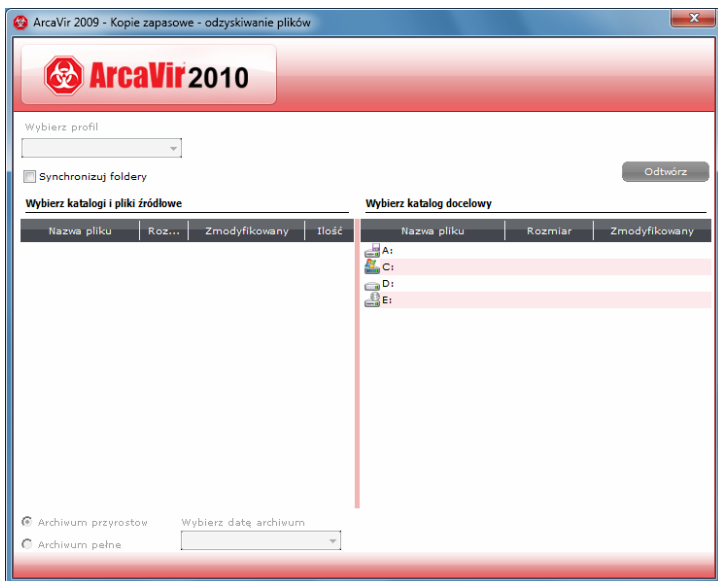 ArcaVir 2009 - Kopie zapasowe - odzyskiwanie plików
ArcaVir 2010
Wybierz profil
Synchronizuj foldery
Odtwórz
Wybierz katalogi i pliki źródłowe
Wybierz katalog docelowy
Nazwa pliku Roz... Zmodyfikowany Ilość
Nazwa pliku Rozmiar Zmodyfikowany
A:
C:
D:
E:
Archiwum przyrostow Wybierz datę archiwum
Archiwum pełne